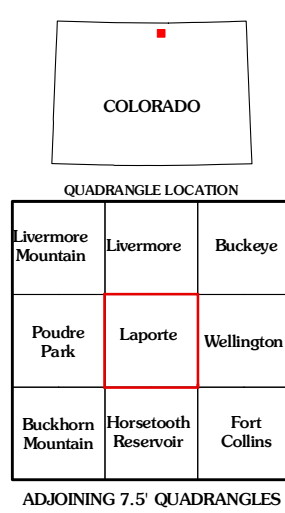 COLORADO
QUADRANGLE LOCATION
Livermore
Mountain
Livermore
Buckeye
Poudre
Park
Laporte
Wellington
Buckhorn
Mountain
Horsetooth
Reservoir
Fort
Collins
ADJOINING 7.5' QUADRANGLES